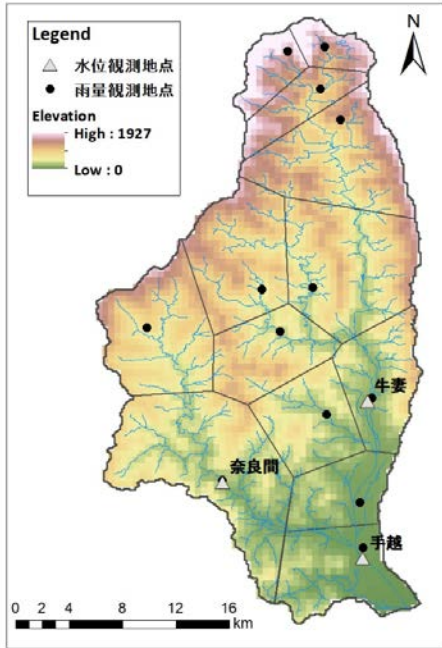 Legend
水位観測地点
雨量観測地点
Elevation
High : 1927
Low : 0
N
牛妻
奈良間
手越
0 2 4 8 12 16
km